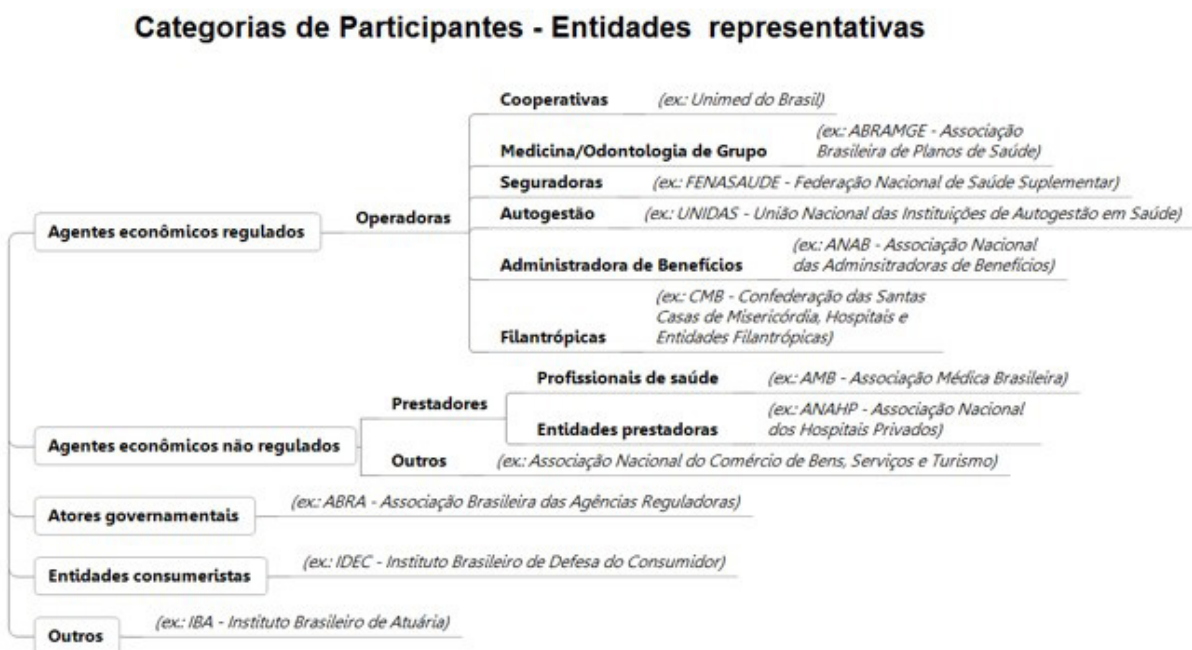 Categorias de Participantes - Entidades representativas
Cooperativas (ex.: Unimed do Brasil)
Medicina/Odontologia de Grupo (ex.: ABRAMGE - Associação
Brasileira de Planos de Saúde)
Seguradoras (ex.: FENASAUDE - Federação Nacional de Saúde Suplementar)
Agentes econômicos regulados
Operadoras
Autogestão (ex.: UNIDAS - União Nacional das Instituições de Autogestão em Saúde)
Administradora de Benefícios (ex.: ANAB - Associação Nacional
das Adminsitradoras de Benefícios)
Filantrópicas (ex.: CMB - Confederação das Santas
Casas de Misericórdia, Hospitais e
Entidades Filantrópicas)
Agentes econômicos não regulados
Prestadores
Profissionais de saúde (ex.: AMB - Associação Médica Brasileira)
Entidades prestadoras (ex.: ANAHP - Associação Nacional
dos Hospitais Privados)
Outros (ex.: Associação Nacional do Comércio de Bens, Serviços e Turismo)
Atores governamentais (ex.: ABRA - Associação Brasileira das Agências Reguladoras)
Entidades consumeristas (ex.: IDEC - Instituto Brasileiro de Defesa do Consumidor)
Outros (ex.: IBA - Instituto Brasileiro de Atuária)